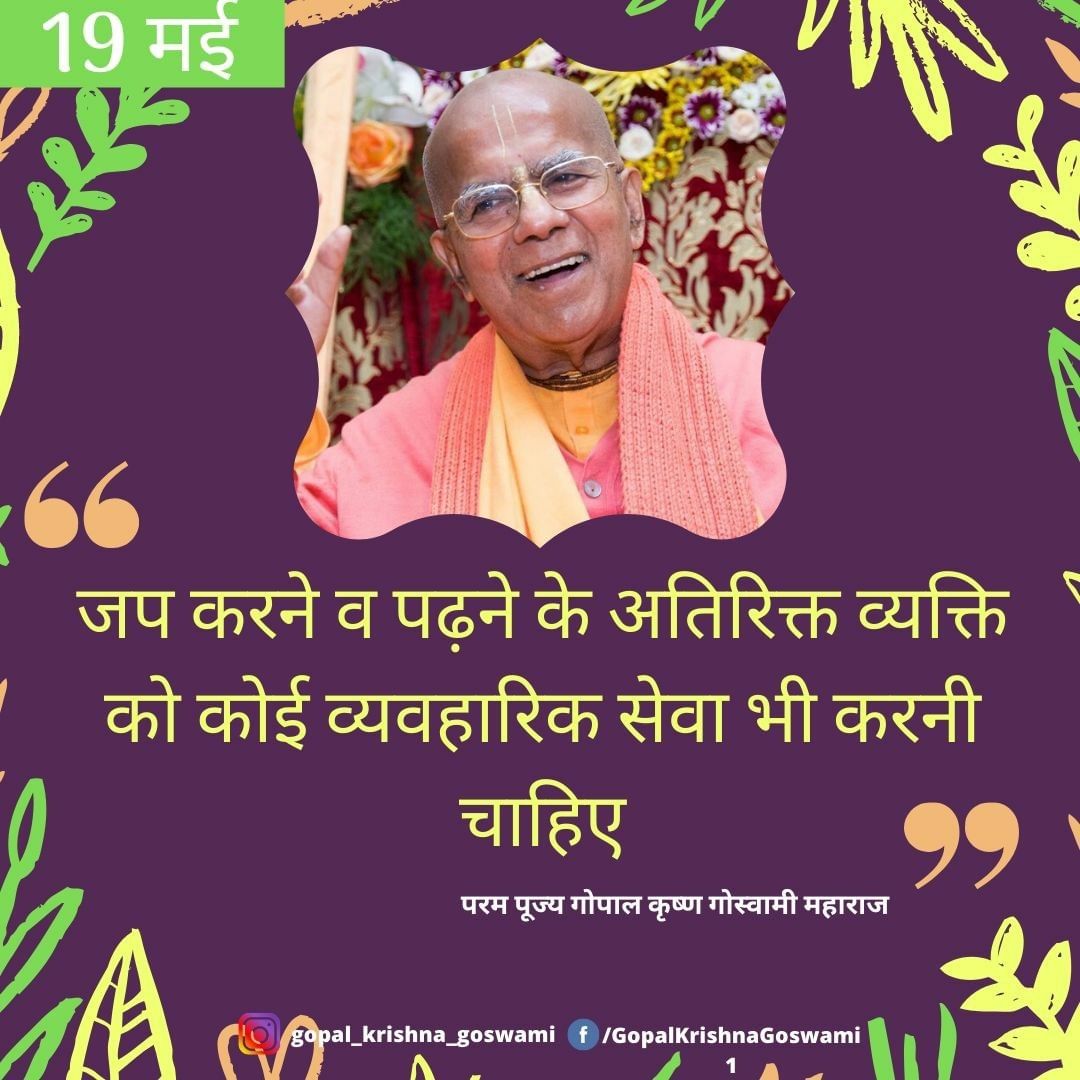 19 मई
जप करने व पढ़ने के अतिरिक्त व्यक्ति
को कोई व्यवहारिक सेवा भी करनी
चाहिए
परम पूज्य गोपाल कृष्ण गोस्वामी महाराज
gopal_krishna_goswami /GopalKrishnaGoswami
1